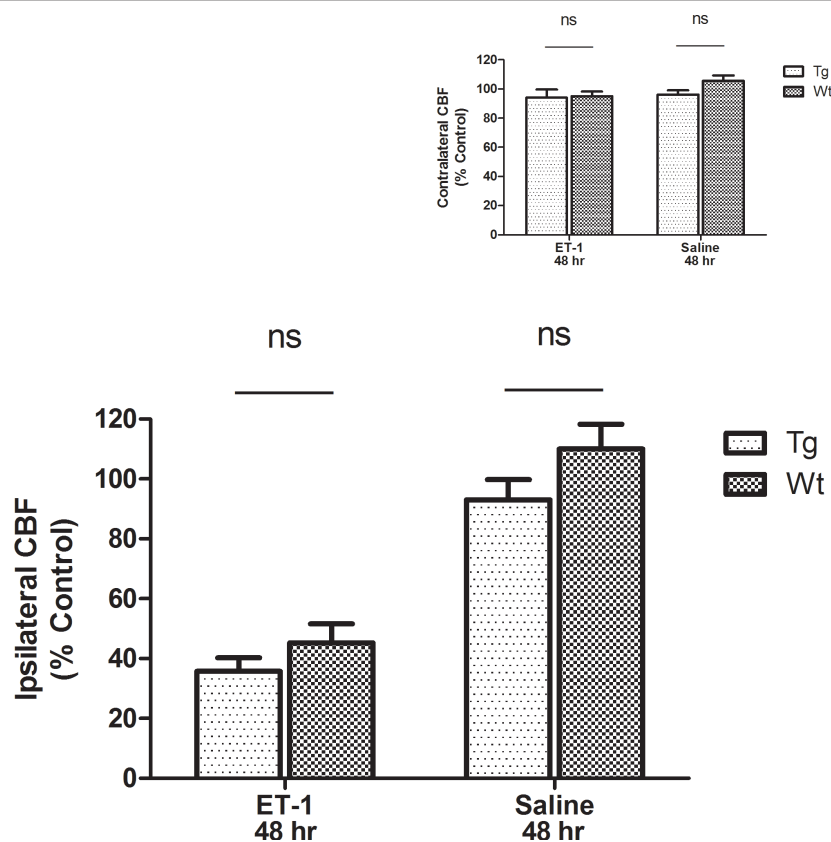 ns
ns
120
100
80
60
40
20
0
Contralateral CBF
(% Control)
Tg
Wt
ET-1
48 hr
Saline
48 hr
ns
ns
120
100
80
60
40
20
0
Ipsilateral CBF
(% Control)
Tg
Wt
ET-1
48 hr
Saline
48 hr